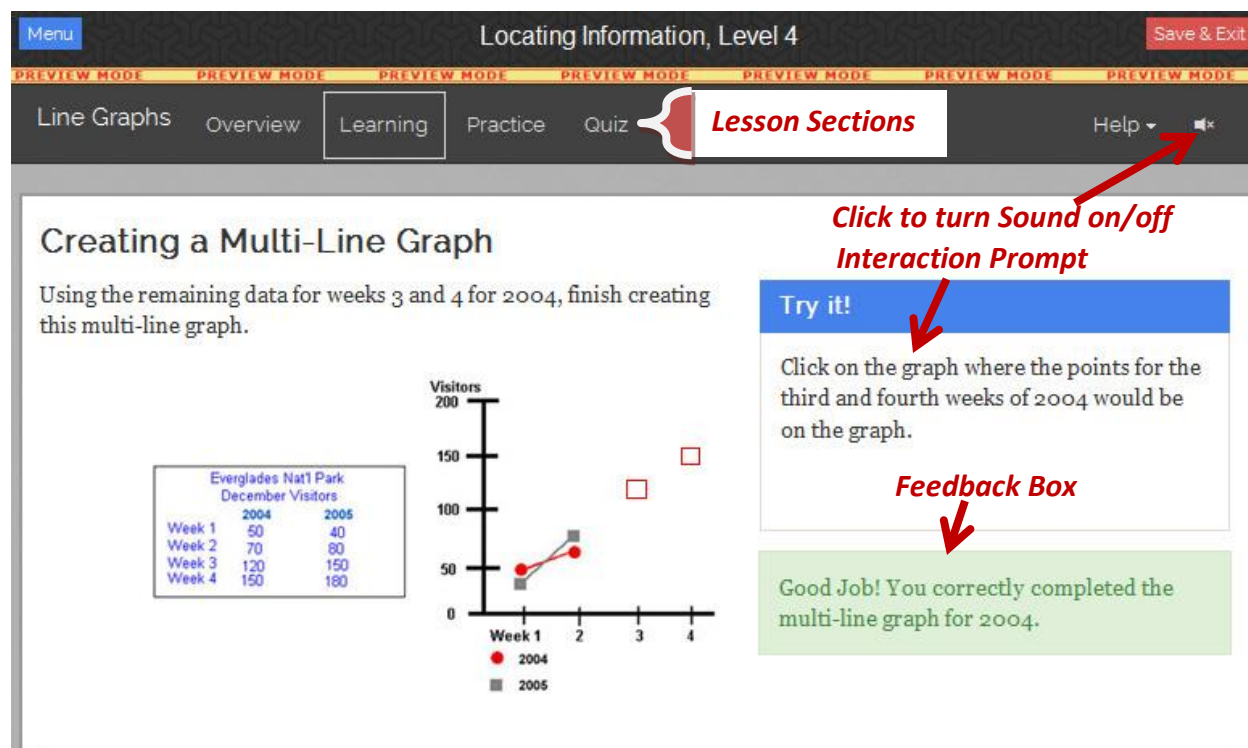 Menu
Locating Information, Level 4
Save & Exit
PREVIEW MODE PREVIEW MODE PREVIEW MODE PREVIEW MODE PREVIEW MODE PREVIEW MODE PREVIEW MODE
Line Graphs Overview Learning Practice Quiz
Lesson Sections
Help
Click to turn Sound on/off
Interaction Prompt
Creating a Multi-Line Graph
Using the remaining data for weeks 3 and 4 for 2004, finish creating
this multi-line graph.
Everglades Nat'l Park
December Visitors
2004 2005
Week 1 50 40
Week 2 70 80
Week 3 120 150
Week 4 150 180
Visitors
200
150
100
50
0
Week 1 2 3 4
2004
2005
Try it!
Click on the graph where the points for the
third and fourth weeks of 2004 would be
on the graph.
Feedback Box
Good Job! You correctly completed the
multi-line graph for 2004.